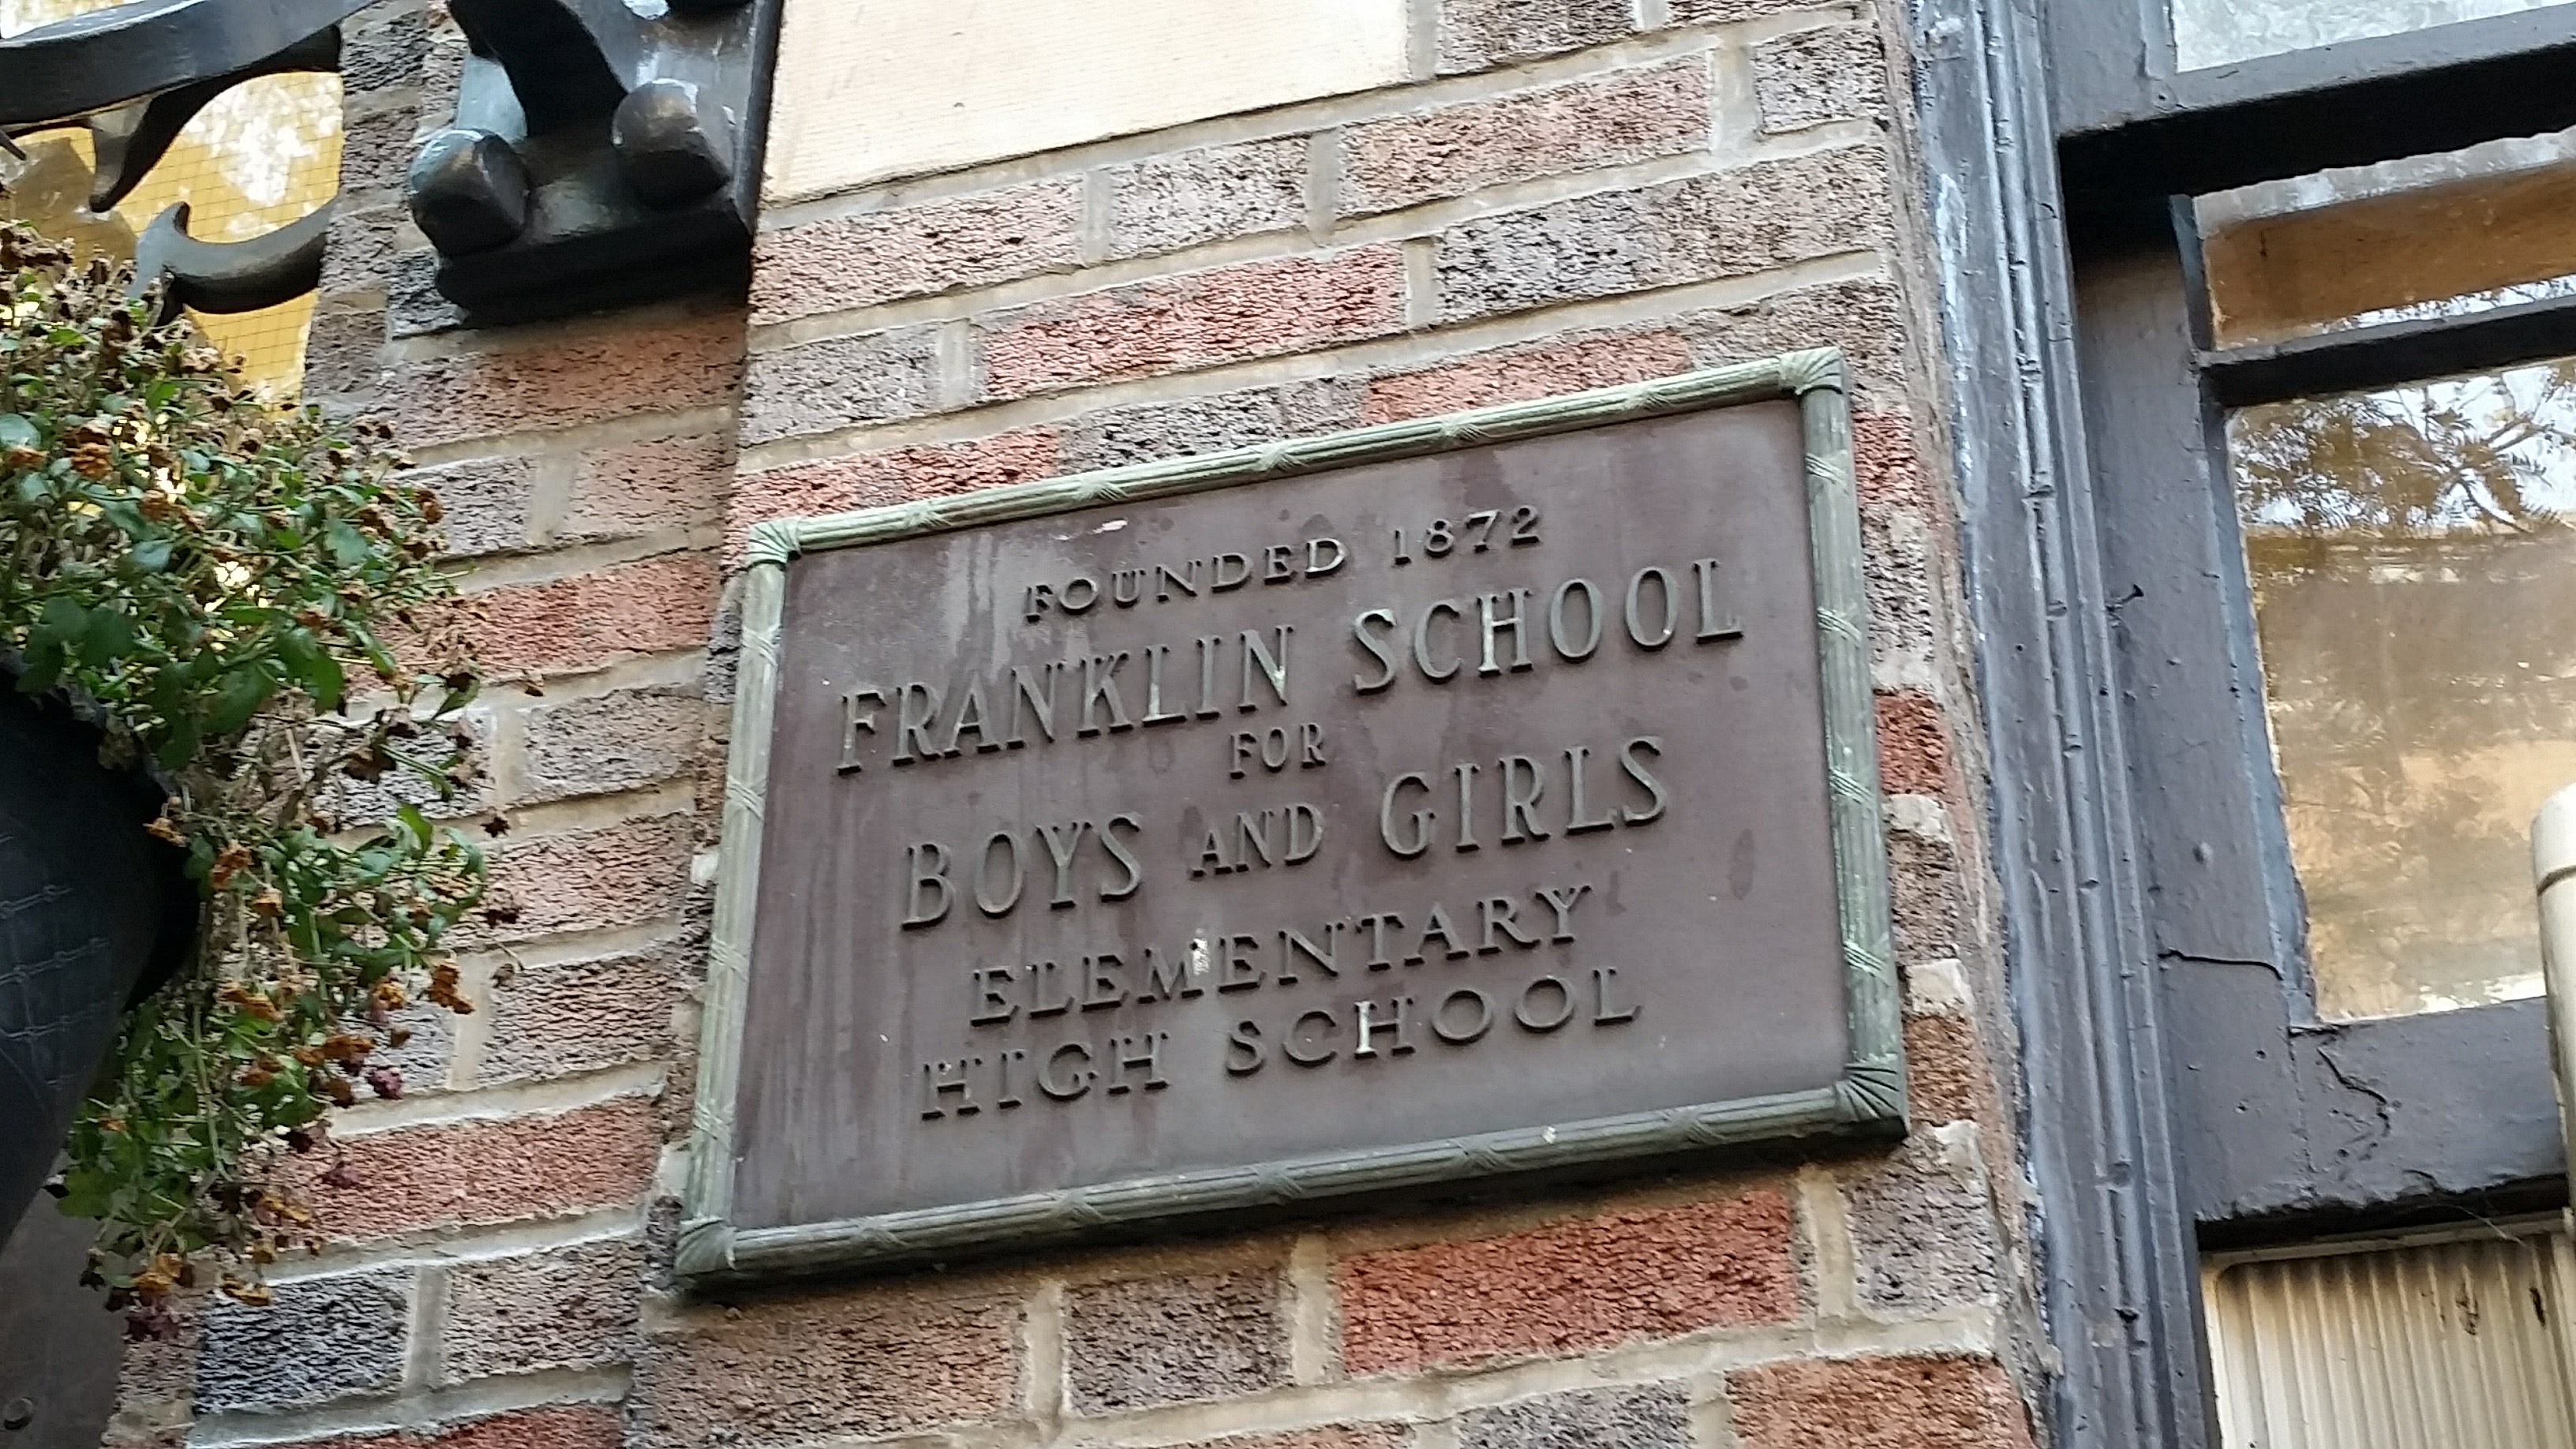 FOUNDED 1872
FRANKLIN SCHOOL
FOR
BOYS AND GIRLS
ELEMENTARY
HIGH SCHOOL